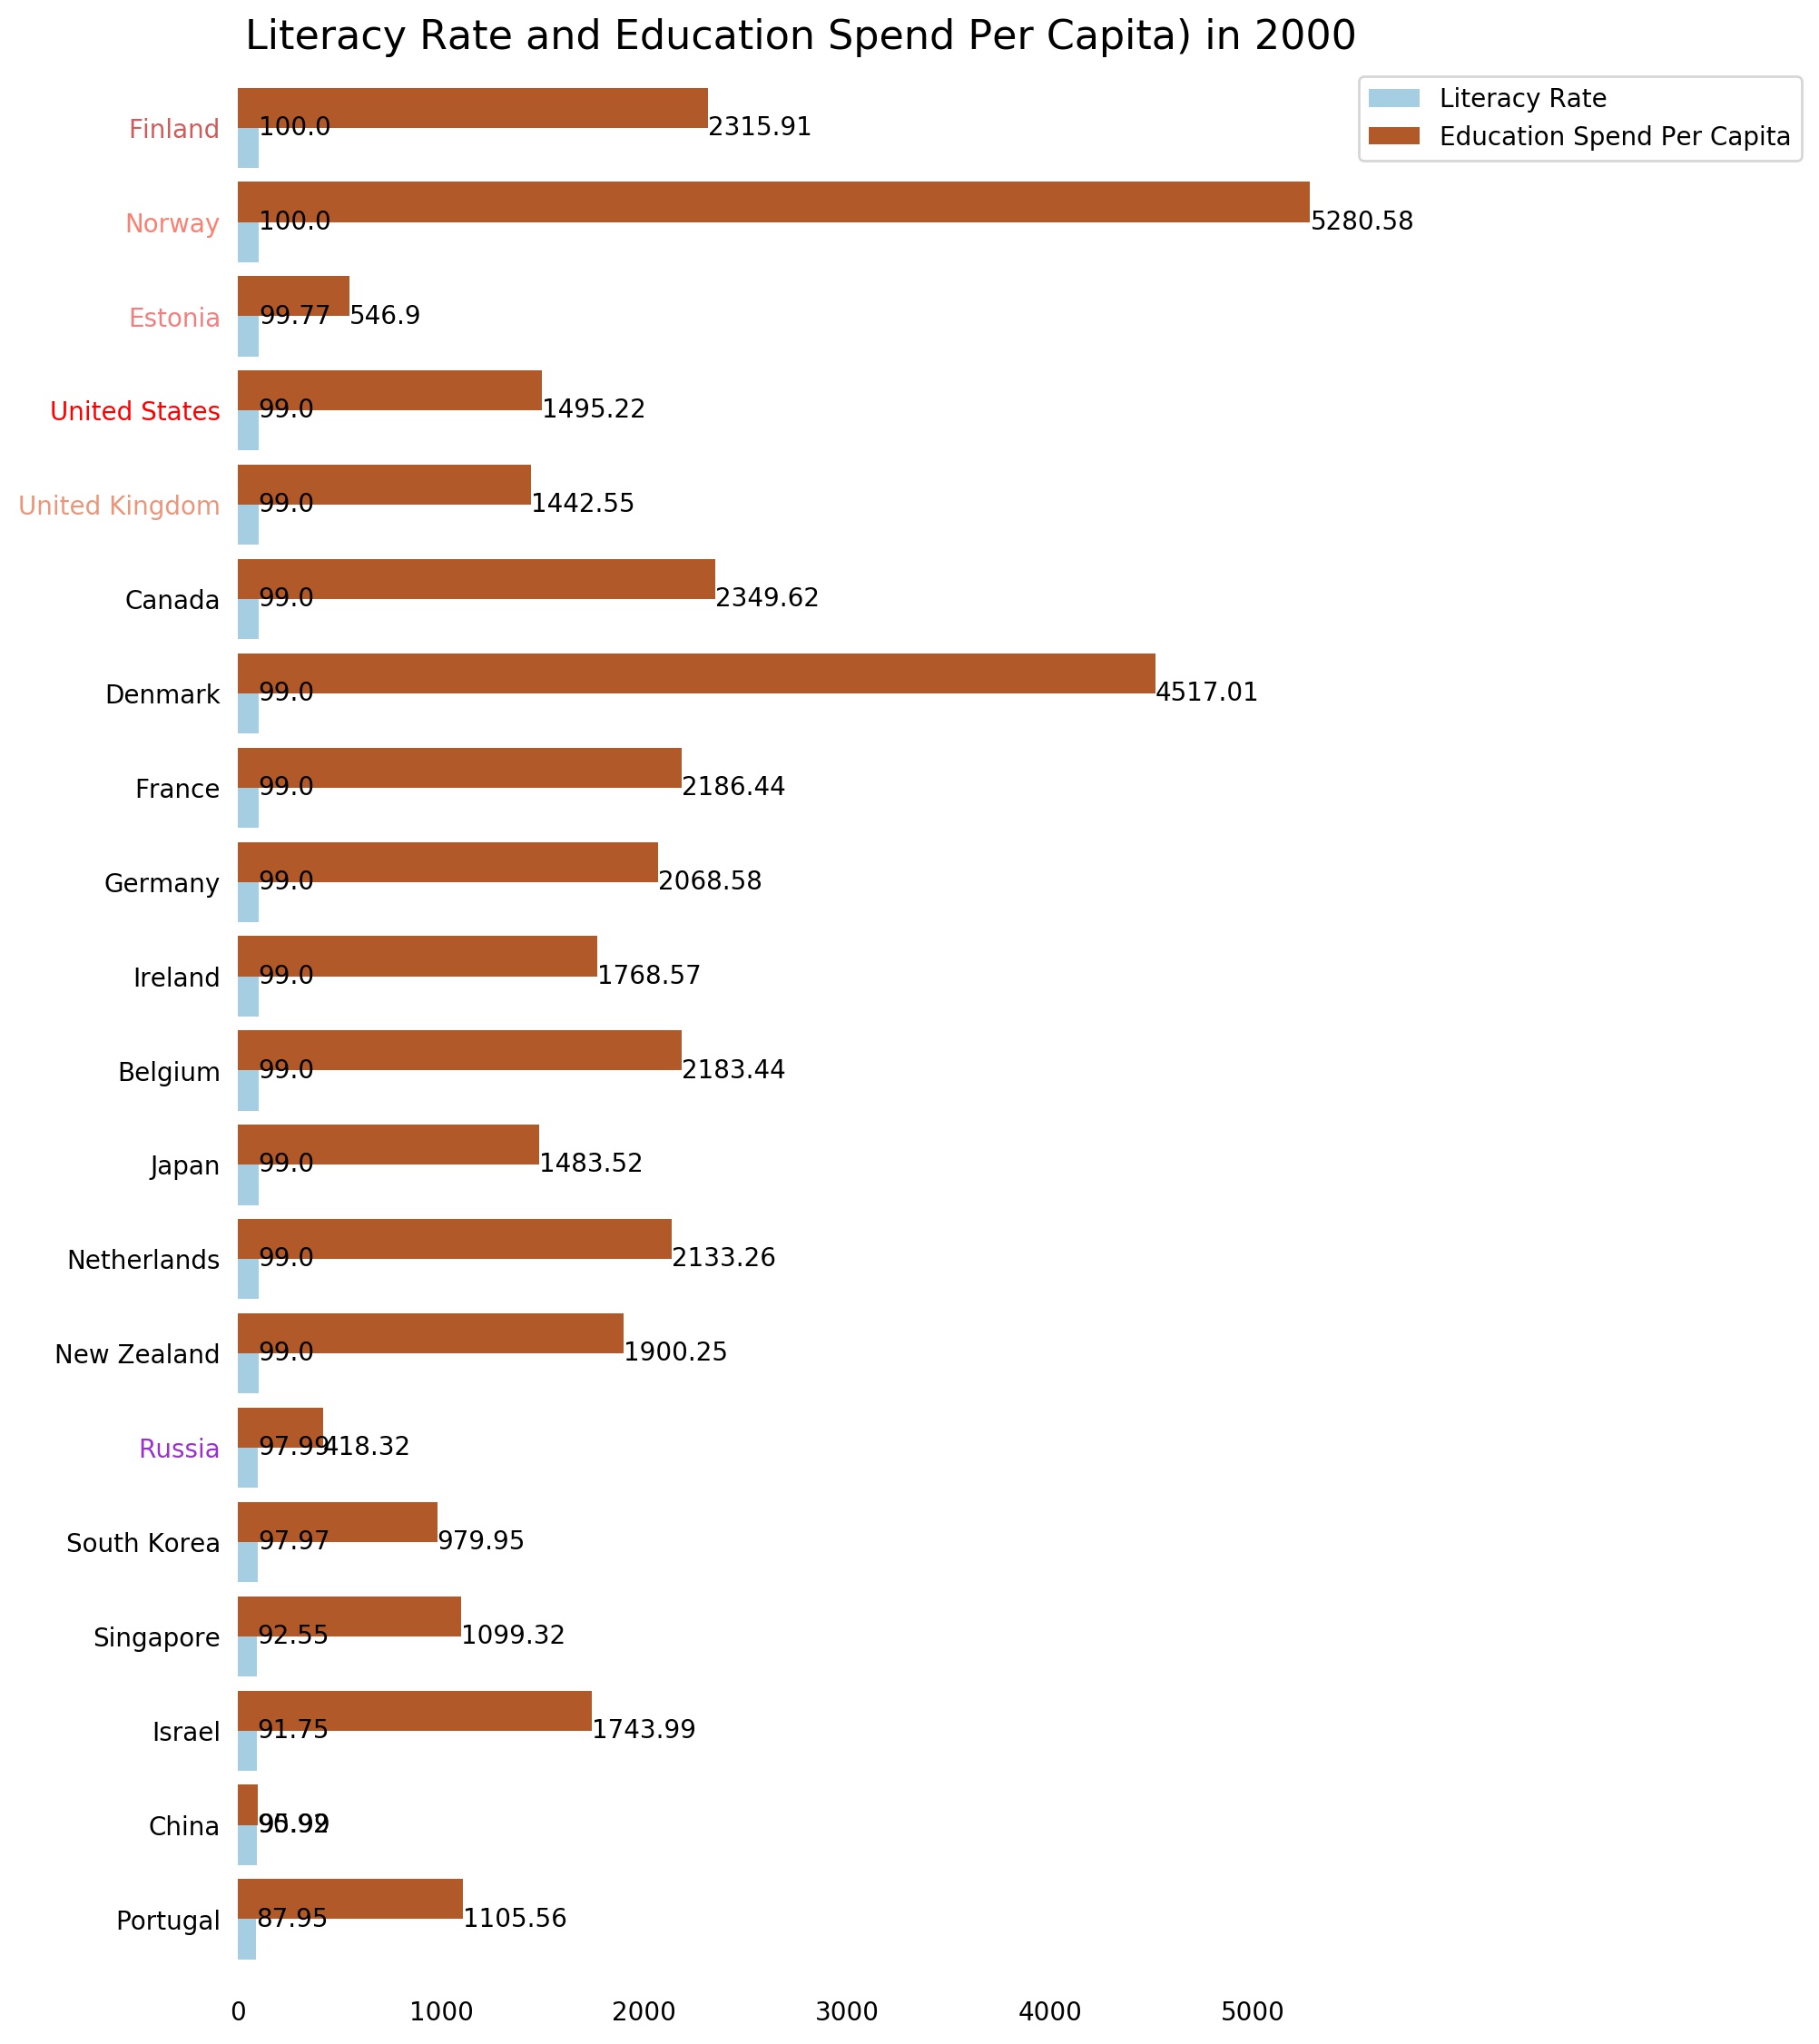 Literacy Rate and Education Spend Per Capita) in 2000
Literacy Rate
Education Spend Per Capita
Finland 100.0 2315.91
Norway 100.0 5280.58
Estonia 99.77 546.9
United States 99.0 1495.22
United Kingdom 99.0 1442.55
Canada 99.0 2349.62
Denmark 99.0 4517.01
France 99.0 2186.44
Germany 99.0 2068.58
Ireland 99.0 1768.57
Belgium 99.0 2183.44
Japan 99.0 1483.52
Netherlands 99.0 2133.26
New Zealand 99.0 1900.25
Russia 97.99 418.32
South Korea 97.97 979.95
Singapore 92.55 1099.32
Israel 91.75 1743.99
China
Portugal 87.95 1105.56
0 1000 2000 3000 4000 5000